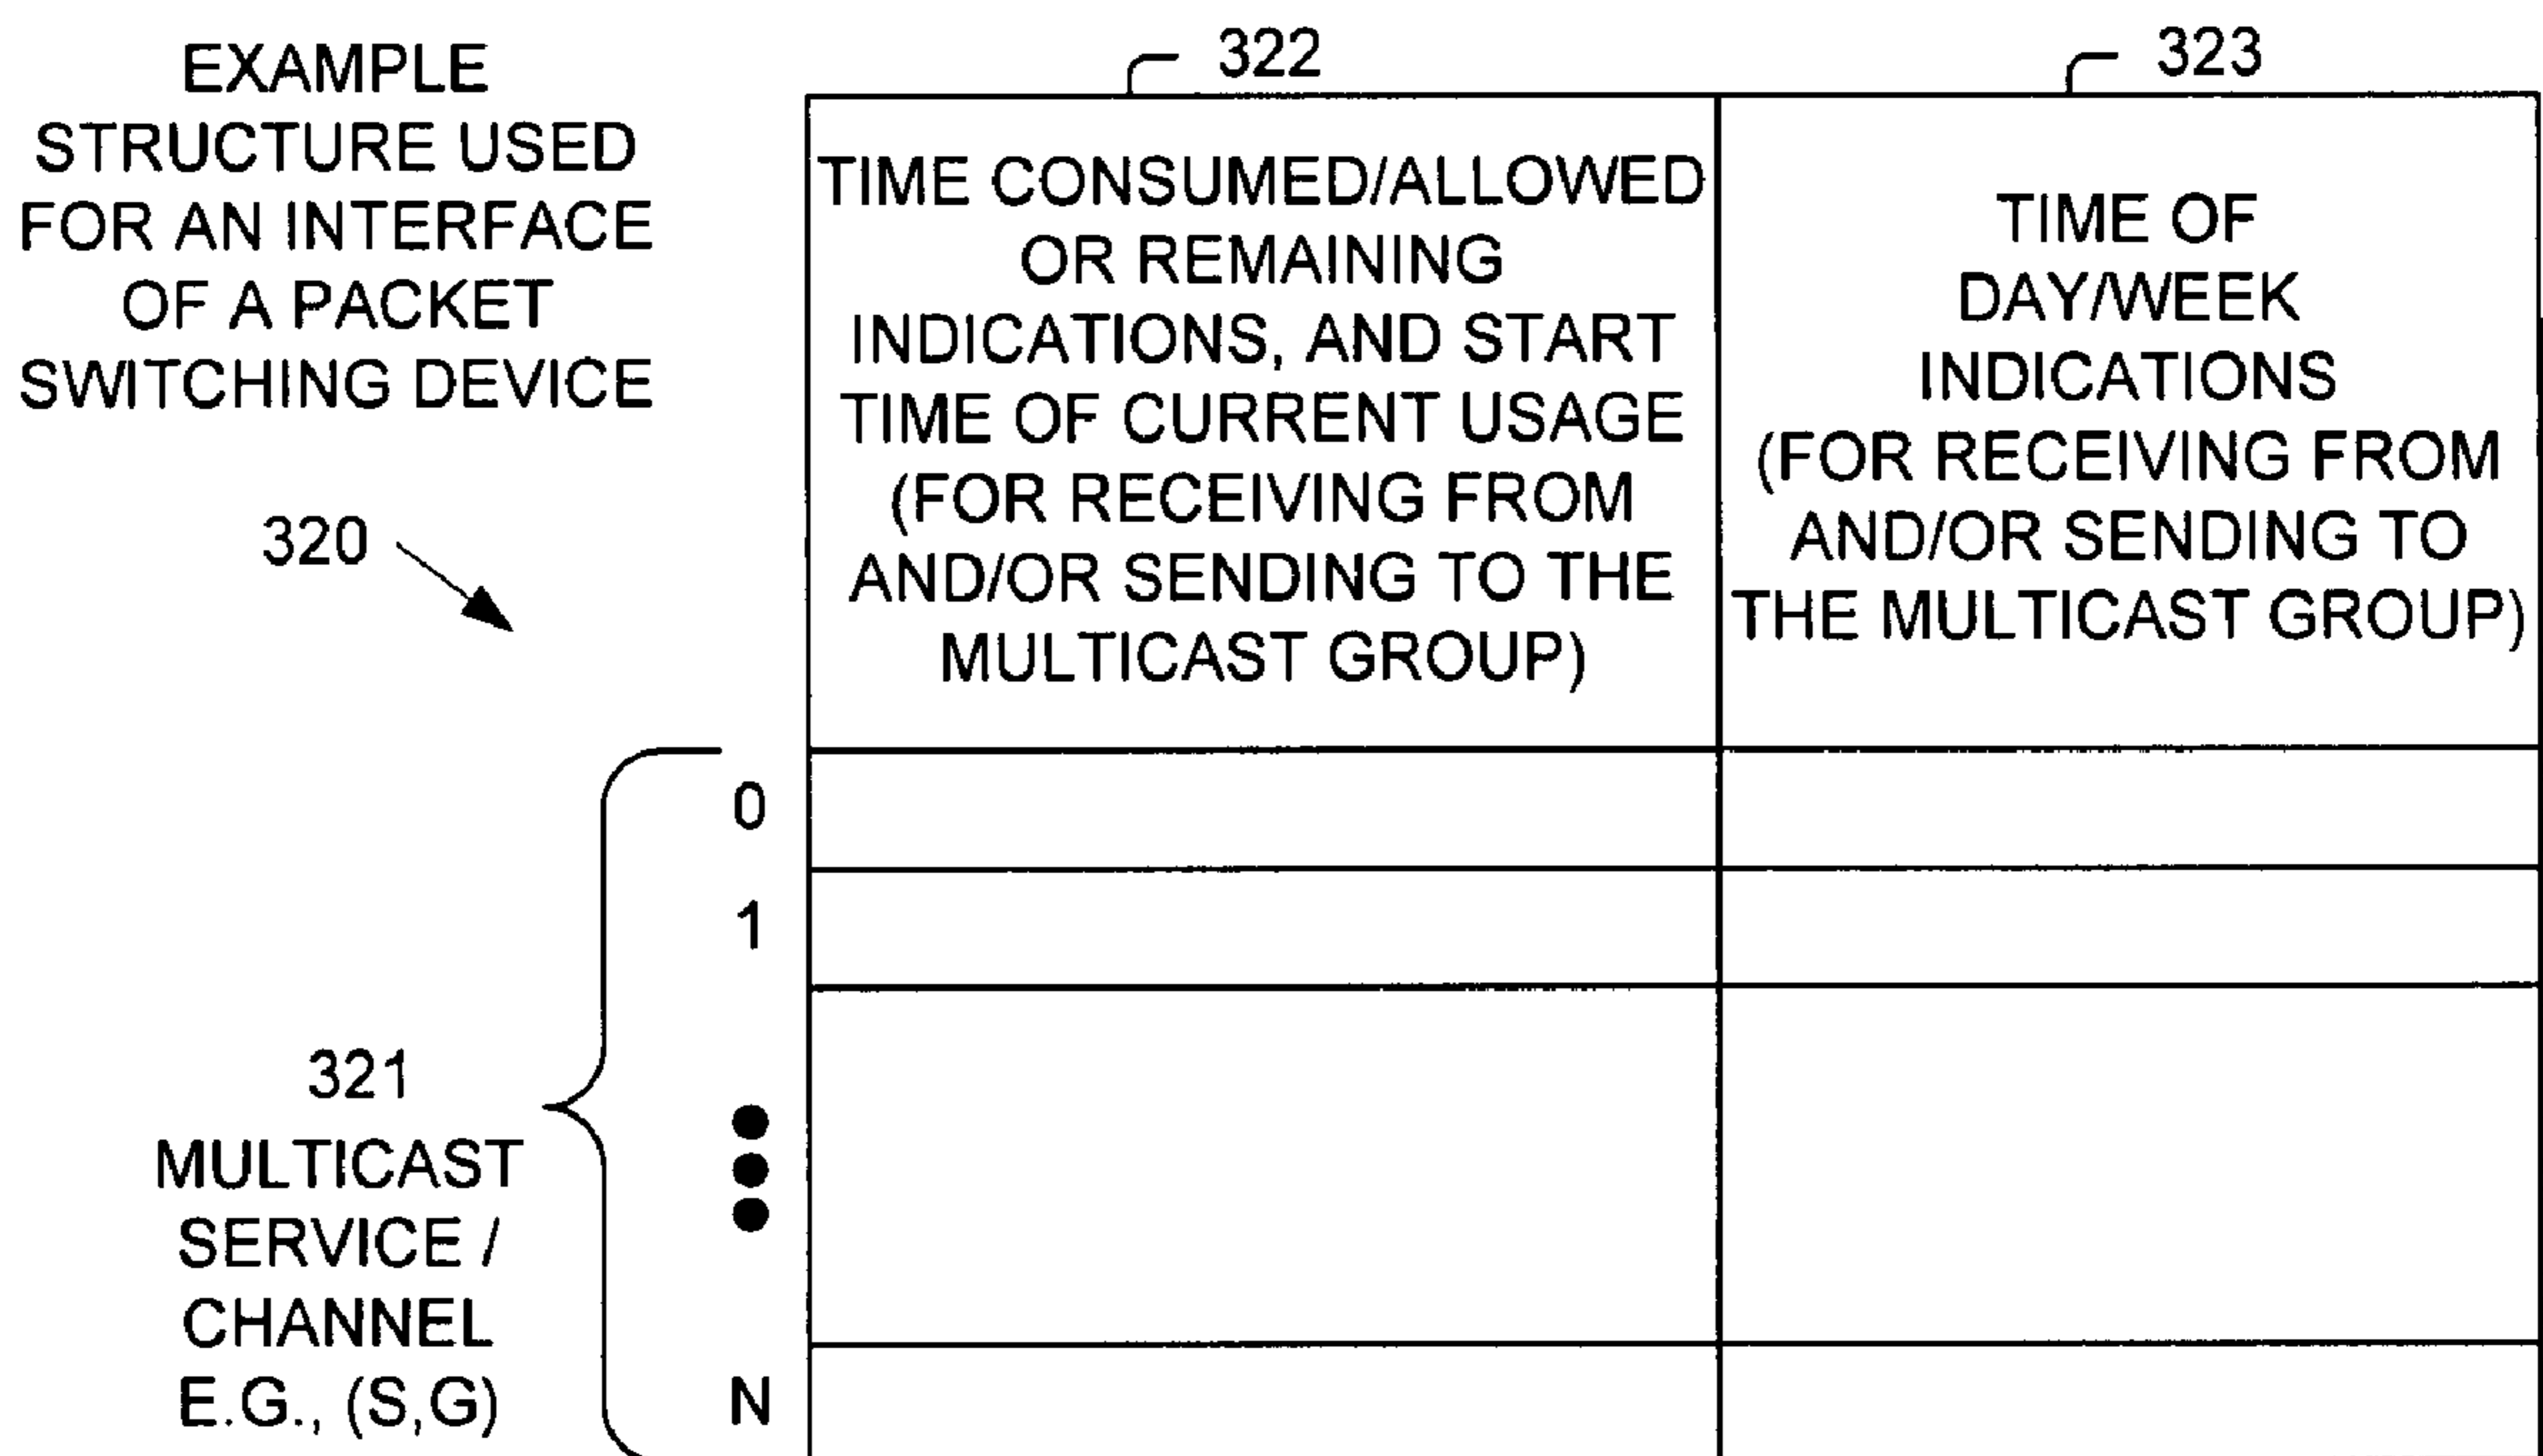 EXAMPLE
STRUCTURE USED
FOR AN INTERFACE
OF A PACKET
SWITCHING DEVICE
320
322
TIME CONSUMED/ALLOWED
OR REMAINING
INDICATIONS, AND START
TIME OF CURRENT USAGE
(FOR RECEIVING FROM
AND/OR SENDING TO THE
MULTICAST GROUP)
323
TIME OF
DAY/WEEK
INDICATIONS
(FOR RECEIVING FROM
AND/OR SENDING TO
THE MULTICAST GROUP)
321
MULTICAST
SERVICE /
CHANNEL
E.G., (S,G)
0
1
N